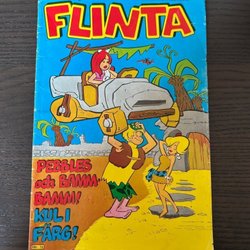 FLINTA
PEBBLES
och BAMM-
BAMM!
KUL I
FÄRG!